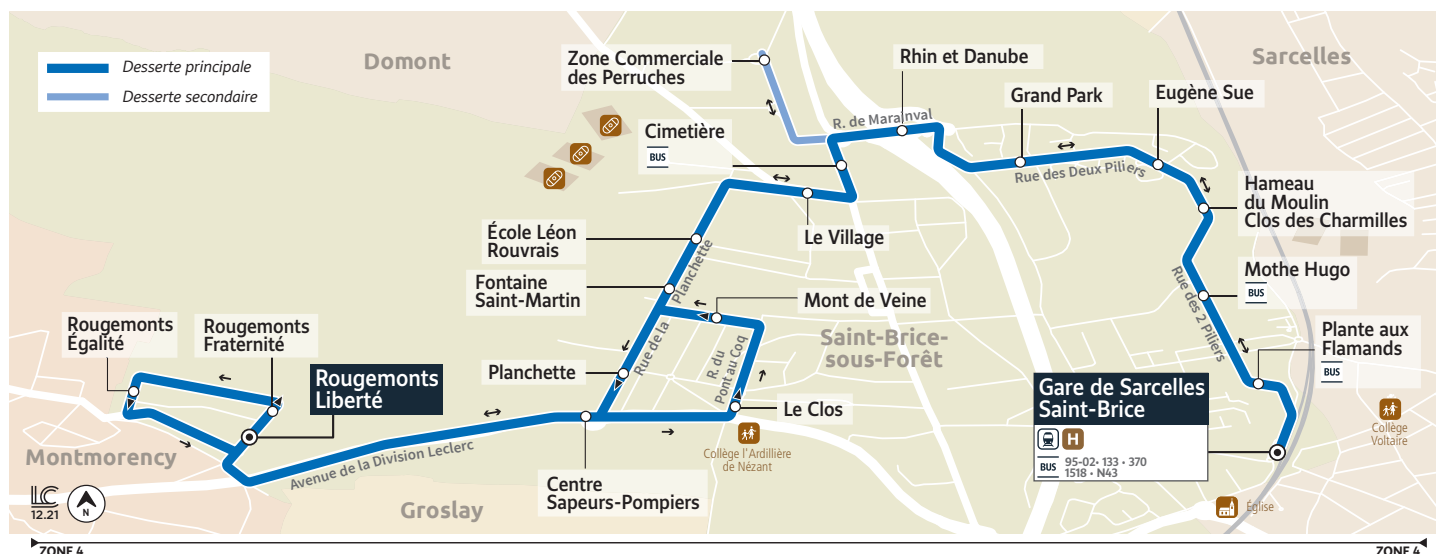 Desserte principale
Desserte secondaire
Domont
Sarcelles
Zone Commerciale
des Perruches
Rhin et Danube
Grand Park
Eugène Sue
R. de Marainval
Cimetière
BUS
Rue des Deux Piliers
Hameau
du Moulin
Clos des Charmilles
École Léon
Rouvrais
Le Village
Fontaine
Saint-Martin
Rue de la Planchette
Mont de Veine
Mothe Hugo
BUS
Rue des 2 Piliers
Saint-Brice-
sous-Forêt
Rougemonts
Égalité
Rougemonts
Fraternité
Rougemonts
Liberté
Planchette
R. du
Pont au Coq
Le Clos
Plante aux
Flamands
BUS
Gare de Sarcelles
Saint-Brice
H
BUS
95-02 • 133 • 370
1518 • N43
Collège
Voltaire
Collège l'Ardillière
de Nézant
Montmorency
Avenue de la Division Leclerc
Centre
Sapeurs-Pompiers
Groslay
Église
LC
12.21
N
ZONE 4
ZONE 4